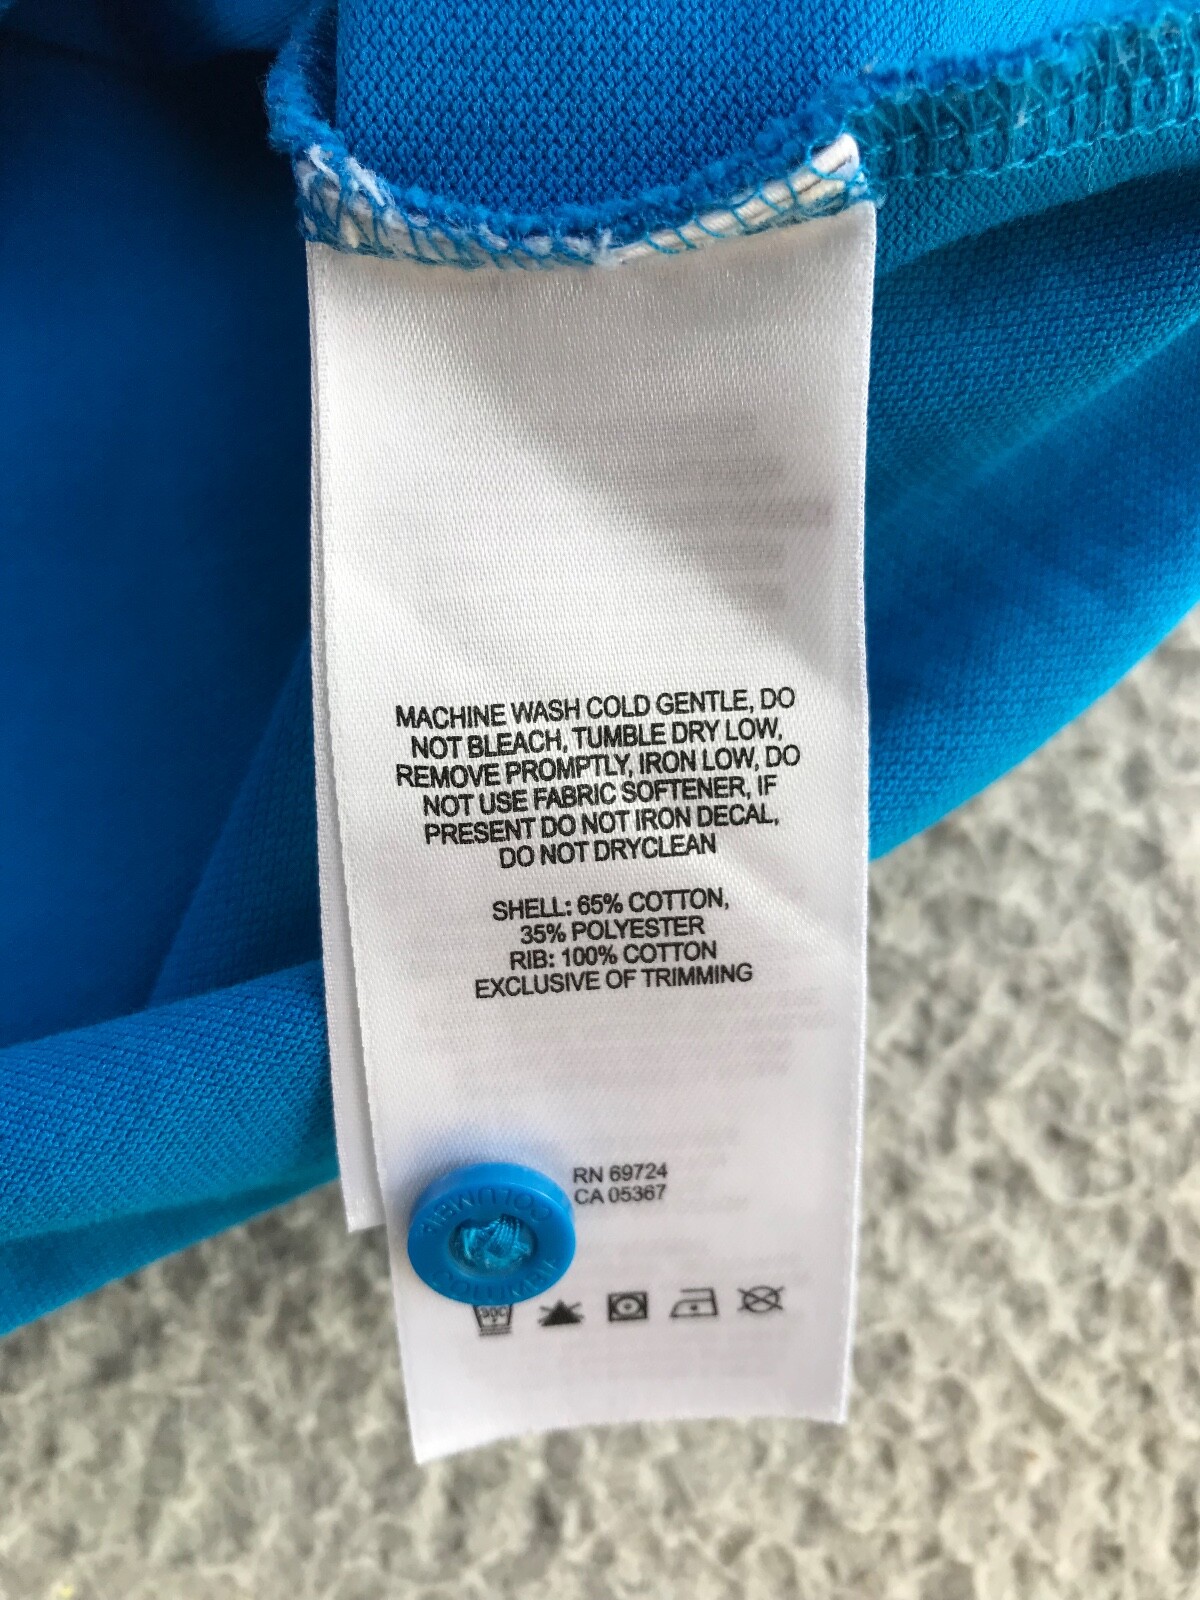 MACHINE WASH COLD GENTLE, DO
NOT BLEACH, TUMBLE DRY LOW,
REMOVE PROMPTLY, IRON LOW, DO
NOT USE FABRIC SOFTENER, IF
PRESENT DO NOT IRON DECAL,
DO NOT DRYCLEAN
SHELL: 65% COTTON,
35% POLYESTER
RIB: 100% COTTON
EXCLUSIVE OF TRIMMING
RN 69724
CA 05367
COLUMBIA
30C